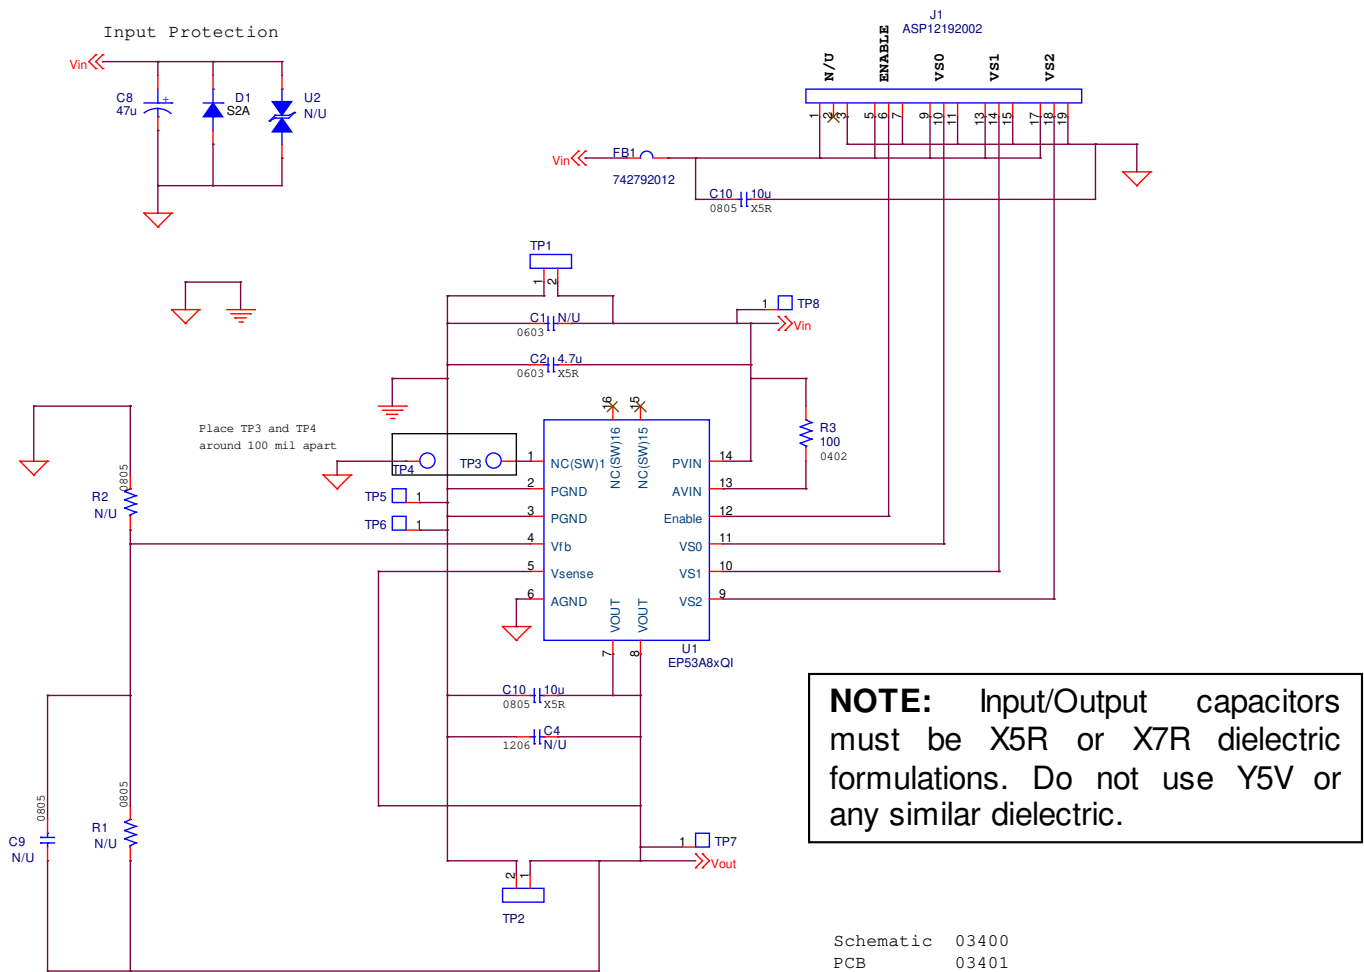 Input Protection
Vin
C8
47u
+
D1
S2A
U2
N/U
J1
ASP12192002
N/U
ENABLE
VS0
VS1
VS2
1
2
3
5
6
7
9
10
11
13
14
15
17
18
19
Vin
FB1
742792012
C10
10u
0805
X5R
TP1
1
2
1
TP8
Vin
C1
N/U
0603
C2
4.7u
0603
X5R
Place TP3 and TP4
around 100 mil apart
R3
100
0402
16
15
NC(SW)16
NC(SW)15
TP4
TP3
1
NC(SW)1
PVIN
14
TP5
1
2
PGND
AVIN
13
TP6
1
3
PGND
Enable
12
4
Vfb
VS0
11
5
Vsense
VS1
10
6
AGND
VS2
9
VOUT
VOUT
7
8
U1
EP53A8xQI
0805
R2
N/U
C10
10u
0805
X5R
C4
1206
N/U
0805
C9
N/U
0805
R1
N/U
1
TP7
Vout
2
1
TP2
NOTE: Input/Output capacitors
must be X5R or X7R dielectric
formulations. Do not use Y5V or
any similar dielectric.
Schematic 03400
PCB 03401